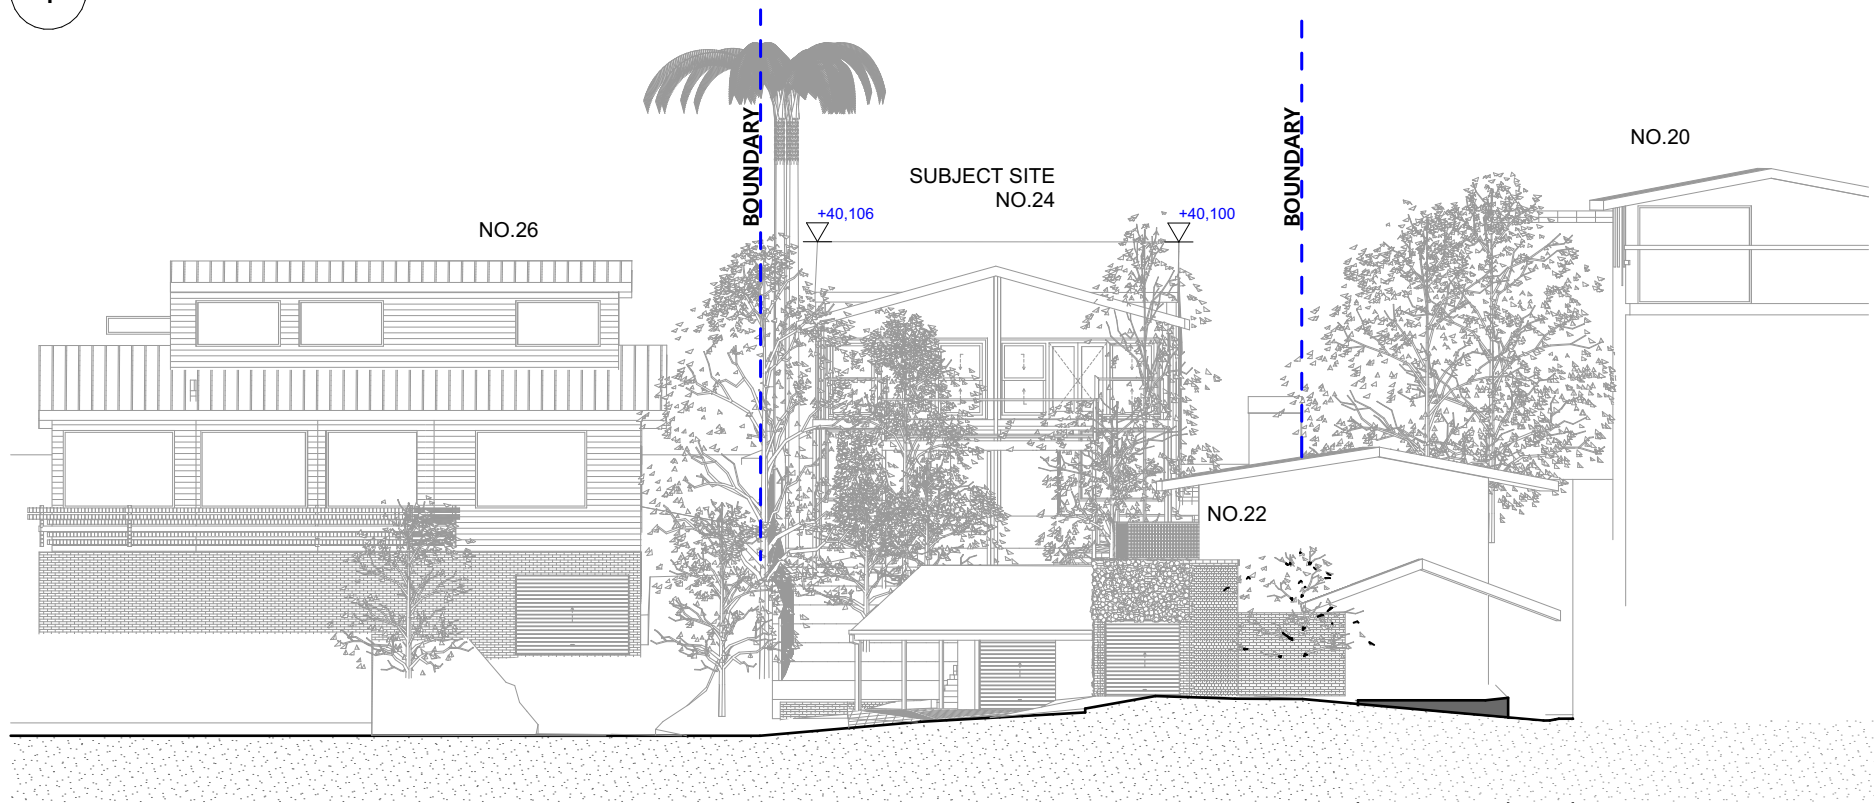 BOUNDARY
BOUNDARY
NO.20
SUBJECT SITE
NO.24
+40,106
+40,100
NO.26
NO.22